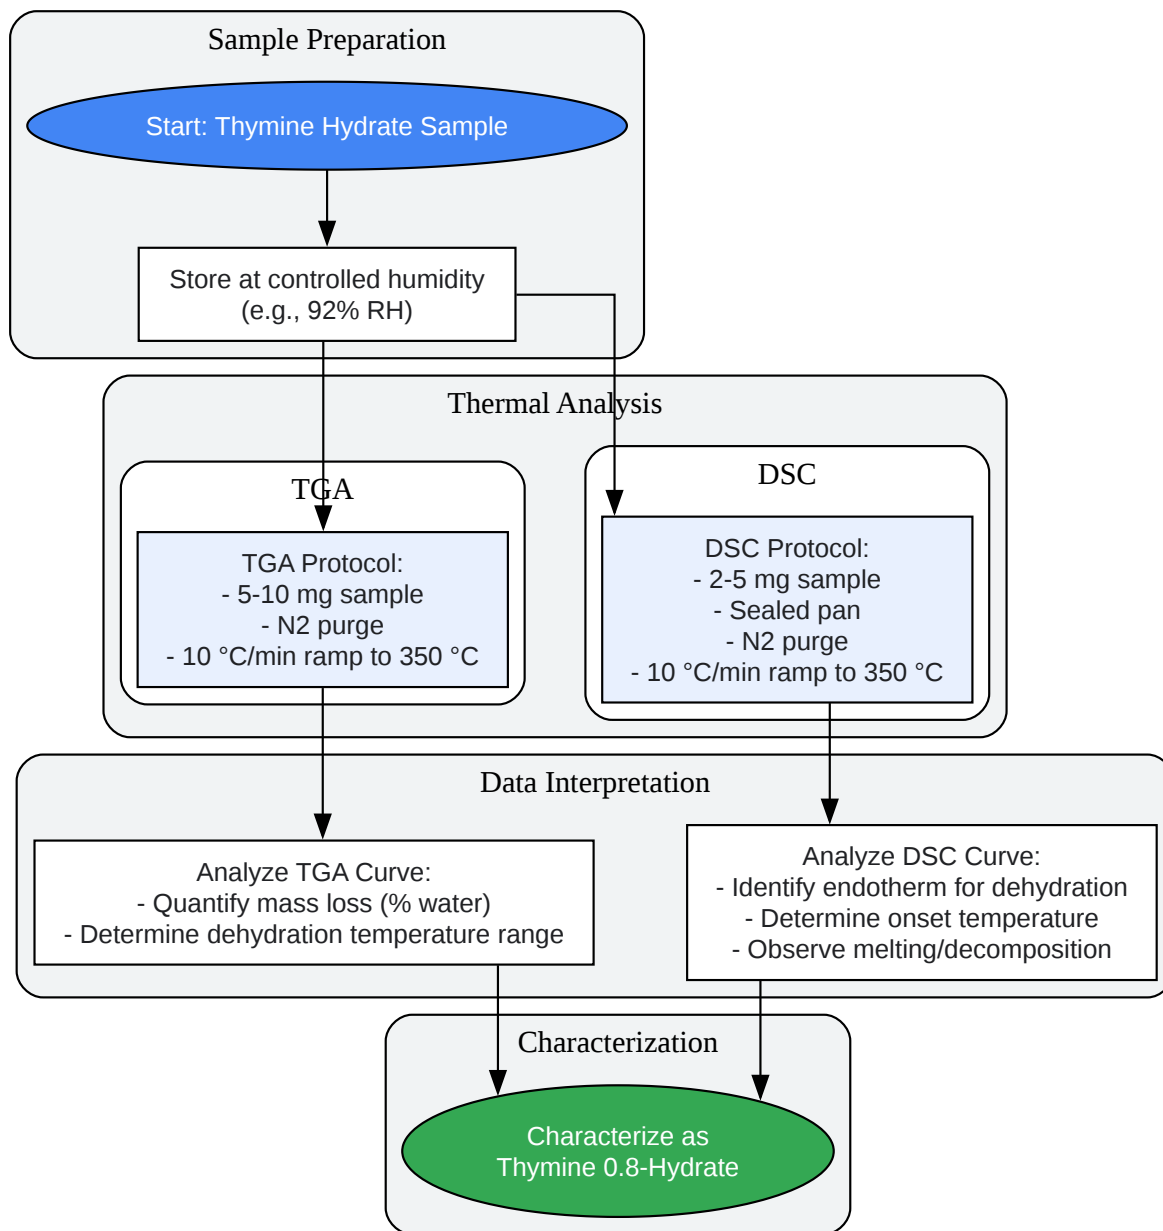 Sample Preparation
Start: Thymine Hydrate Sample
Store at controlled humidity
(e.g., 92% RH)
Thermal Analysis
TGA
TGA Protocol:
- 5-10 mg sample
- N2 purge
- 10 °C/min ramp to 350 °C
DSC
DSC Protocol:
- 2-5 mg sample
- Sealed pan
- N2 purge
- 10 °C/min ramp to 350 °C
Data Interpretation
Analyze TGA Curve:
- Quantify mass loss (% water)
- Determine dehydration temperature range
Analyze DSC Curve:
- Identify endotherm for dehydration
- Determine onset temperature
- Observe melting/decomposition
Characterization
Characterize as
Thymine 0.8-Hydrate